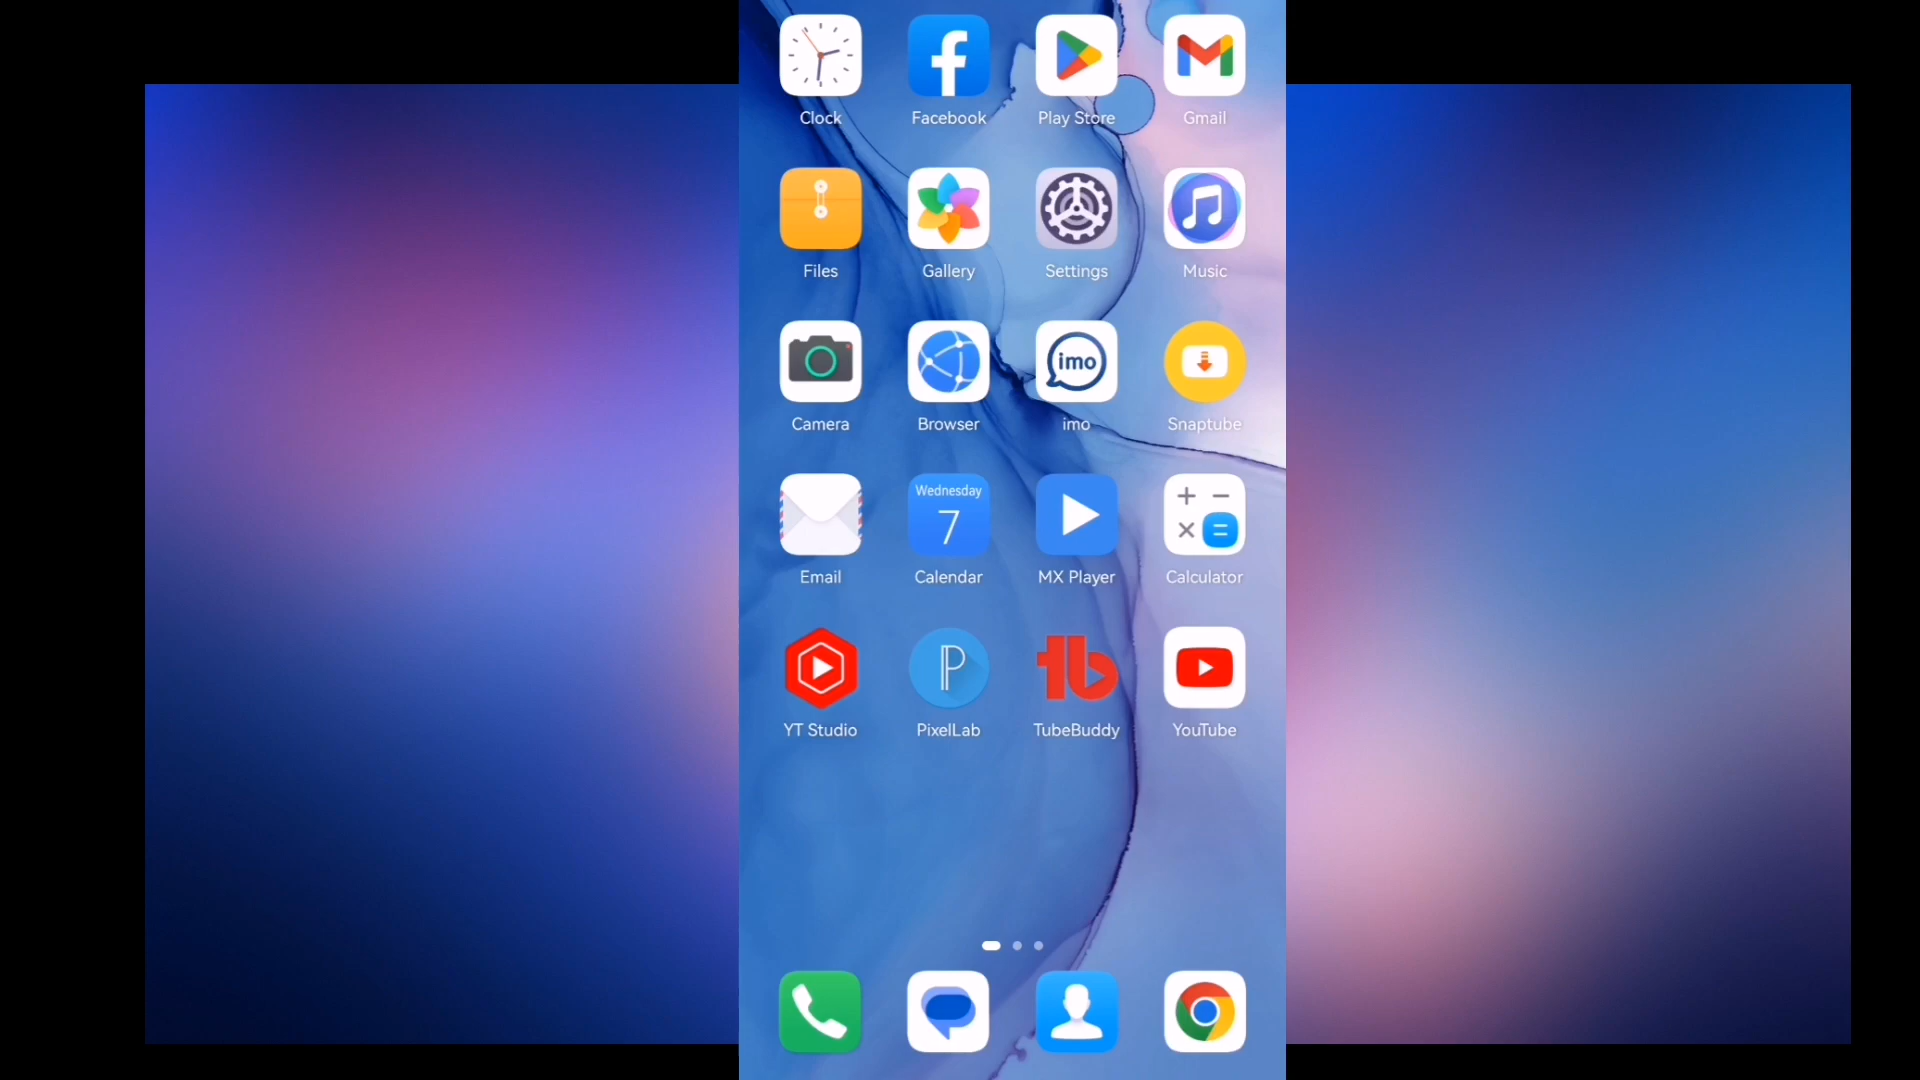 Clock Facebook Play Store Gmail
Files Gallery Settings Music
imo
Camera Browser imo Snaptube
Wednesday
7
Email Calendar MX Player Calculator
P
YT Studio PixelLab TubeBuddy YouTube